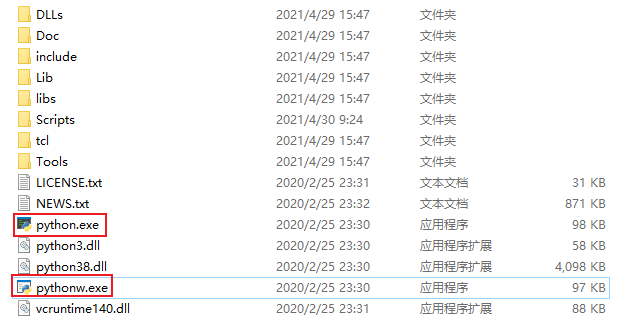 DLLs 2021/4/29 15:47 文件夹
Doc 2021/4/29 15:47 文件夹
include 2021/4/29 15:47 文件夹
Lib 2021/4/29 15:47 文件夹
libs 2021/4/29 15:47 文件夹
Scripts 2021/4/30 9:24 文件夹
tcl 2021/4/29 15:47 文件夹
Tools 2021/4/29 15:47 文件夹
LICENSE.txt 2020/2/25 23:31 文本文档 31 KB
NEWS.txt 2020/2/25 23:32 文本文档 871 KB
python.exe 2020/2/25 23:30 应用程序 98 KB
python3.dll 2020/2/25 23:30 应用程序扩展 58 KB
python38.dll 2020/2/25 23:30 应用程序扩展 4,098 KB
pythonw.exe 2020/2/25 23:30 应用程序 97 KB
vcruntime140.dll 2020/2/25 23:31 应用程序扩展 88 KB